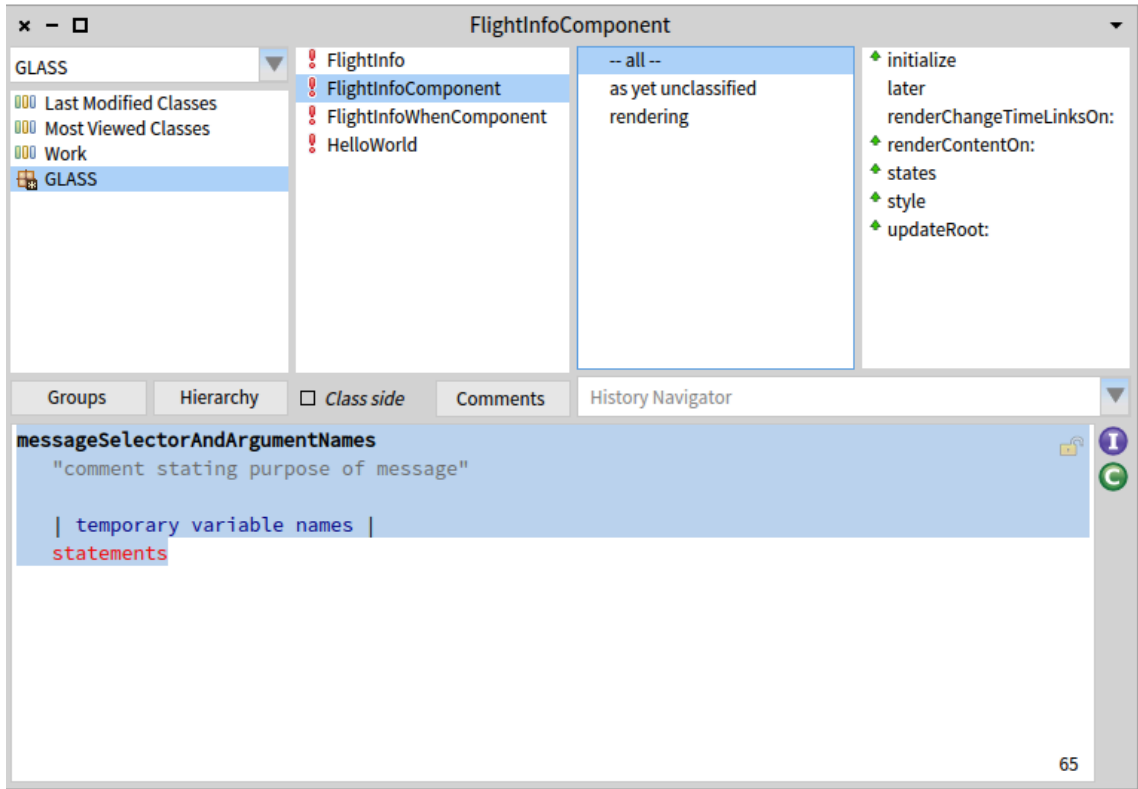 FlightInfoComponent
GLASS
Last Modified Classes
Most Viewed Classes
Work
GLASS
FlightInfo
FlightInfoComponent
FlightInfoWhenComponent
HelloWorld
-- all --
as yet unclassified
rendering
initialize
later
renderChangeTimeLinksOn:
renderContentOn:
states
style
updateRoot:
Groups
Hierarchy
Class side
Comments
History Navigator
messageSelectorAndArgumentNames
"comment stating purpose of message"
| temporary variable names |
statements
I
C
65